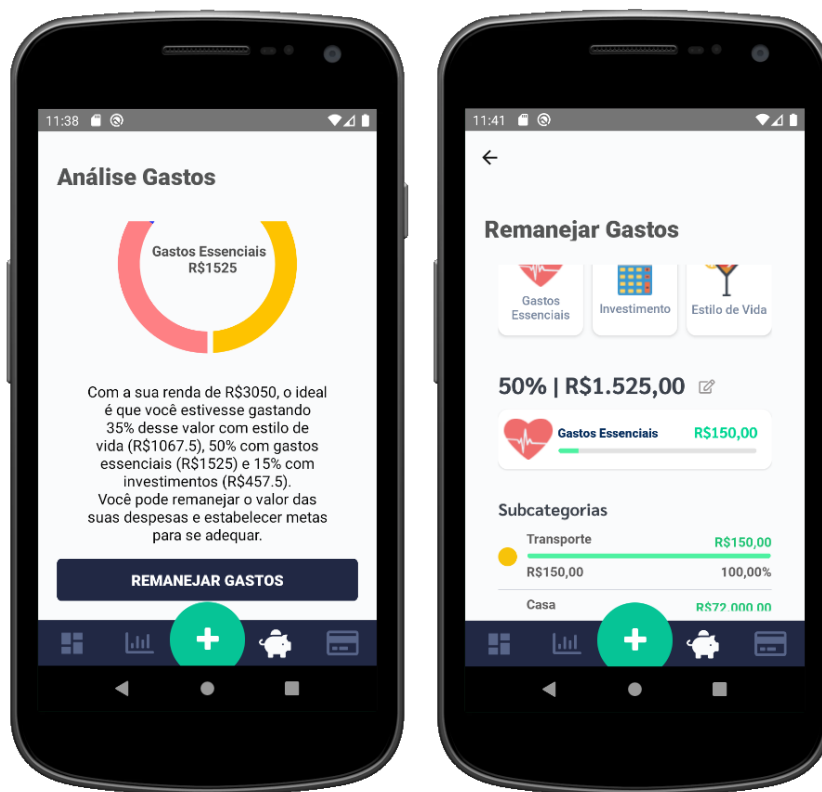 11:38
Análise Gastos
Gastos Essenciais
R$1525
Com a sua renda de R$3050, o ideal
é que você estivesse gastando
35% desse valor com estilo de
vida (R$1067.5), 50% com gastos
essenciais (R$1525) e 15% com
investimentos (R$457.5).
Você pode remanejar o valor das
suas despesas e estabelecer metas
para se adequar.
REMANEJAR GASTOS
11:41
Remanejar Gastos
Gastos
Essenciais
Investimento
Estilo de Vida
50% | R$1.525,00
Gastos Essenciais R$150,00
Subcategorias
Transporte R$150,00
R$150,00 100,00%
Casa R$72.000,00